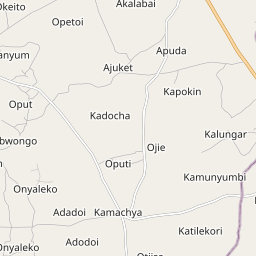 Akalabai
Okeito
Opetoi
Apuda
anyum
Ajuket
Kapokin
Oput
Kadocha
Kalungar
bwongo
Ojie
Oputi
Kamunyumbi
Onyaleko
Adadoi
Kamachya
Katilekori
Onyaleko
Adodoi